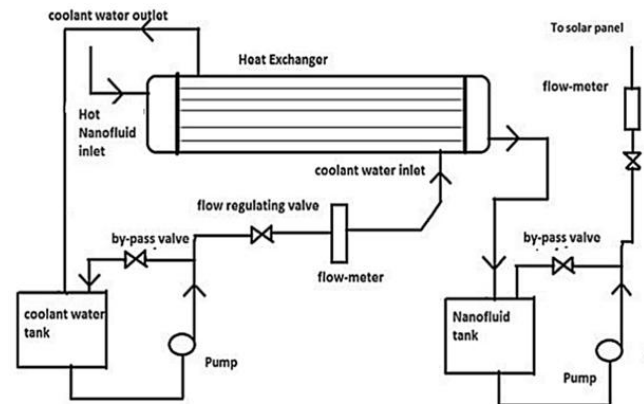 coolant water outlet
To solar panel
Heat Exchanger
flow-meter
Hot
Nanofluid
inlet
coolant water inlet
flow regulating valve
by-pass valve
by-pass valve
flow-meter
coolant water
tank
Nanofluid
tank
Pump
Pump